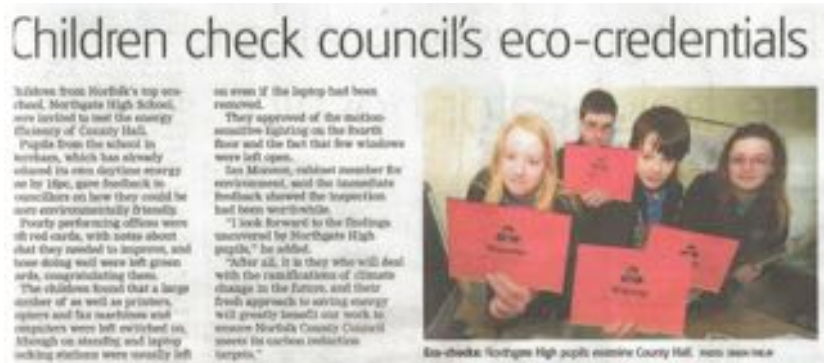 Children check council's eco-credentials
Children from Norfolk's top eco-
school, Northgate High School,
were invited to test the energy
efficiency of County Hall.
Pupils from the school in
Dereham, which has already
reduced its own daytime energy
use by 16pc, gave feedback to
councillors on how they could be
more environmentally friendly.
Poorly performing offices were
left red cards, with notes about
what they needed to improve, and
those doing well were left green
cards, congratulating them.
The children found that a large
number of as well as printers,
copiers and fax machines and
computers were left switched on,
although on standby, and laptop
docking stations were usually left
on even if the laptop had been
removed.
They approved of the motion-
sensitive lighting on the fourth
floor and the fact that few windows
were left open.
Ian Monson, cabinet member for
environment, said the immediate
feedback showed the inspection
had been worthwhile.
"I look forward to the findings
uncovered by Northgate High
pupils," he added.
"After all, it is they who will deal
with the ramifications of climate
change in the future, and their
fresh approach to saving energy
will greatly benefit our work to
ensure Norfolk County Council
meets its carbon reduction
targets."
Eco-checks: Northgate High pupils examine County Hall.